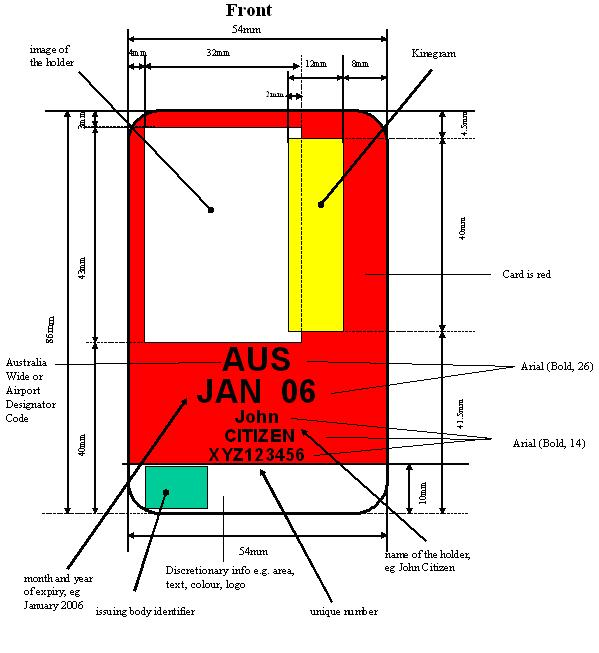 Front
54mm
image of
the holder
4mm
32mm
12mm
8mm
Kinegram
2mm
3mm
4.5mm
43mm
40mm
86mm
Card is red
Australia
Wide or
Airport
Designator
Code
AUS
JAN 06
John
CITIZEN
XYZ123456
Arial (Bold, 26)
41.5mm
Arial (Bold, 14)
40mm
10mm
54mm
name of the holder,
eg John Citizen
Discretionary info e.g. area,
text, colour, logo
month and year
of expiry, eg
January 2006
issuing body identifier
unique number